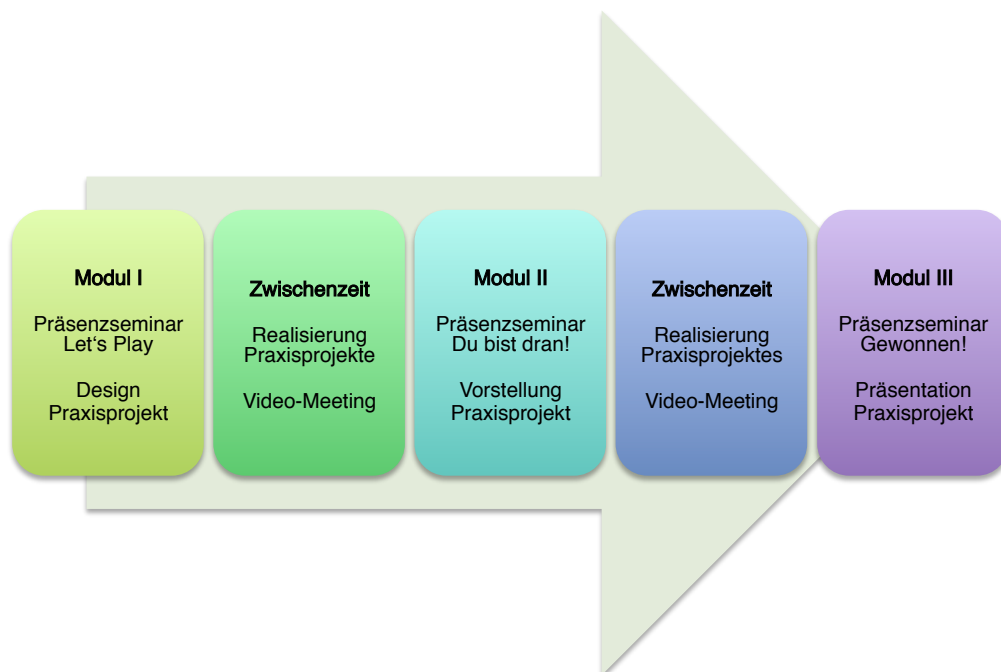 Modul I
Präsenzseminar
Let‘s Play
Design
Praxisprojekt
Zwischenzeit
Realisierung
Praxisprojekte
Video-Meeting
Modul II
Präsenzseminar
Du bist dran!
Vorstellung
Praxisprojekt
Zwischenzeit
Realisierung
Praxisprojektes
Video-Meeting
Modul III
Präsenzseminar
Gewonnen!
Präsentation
Praxisprojekt